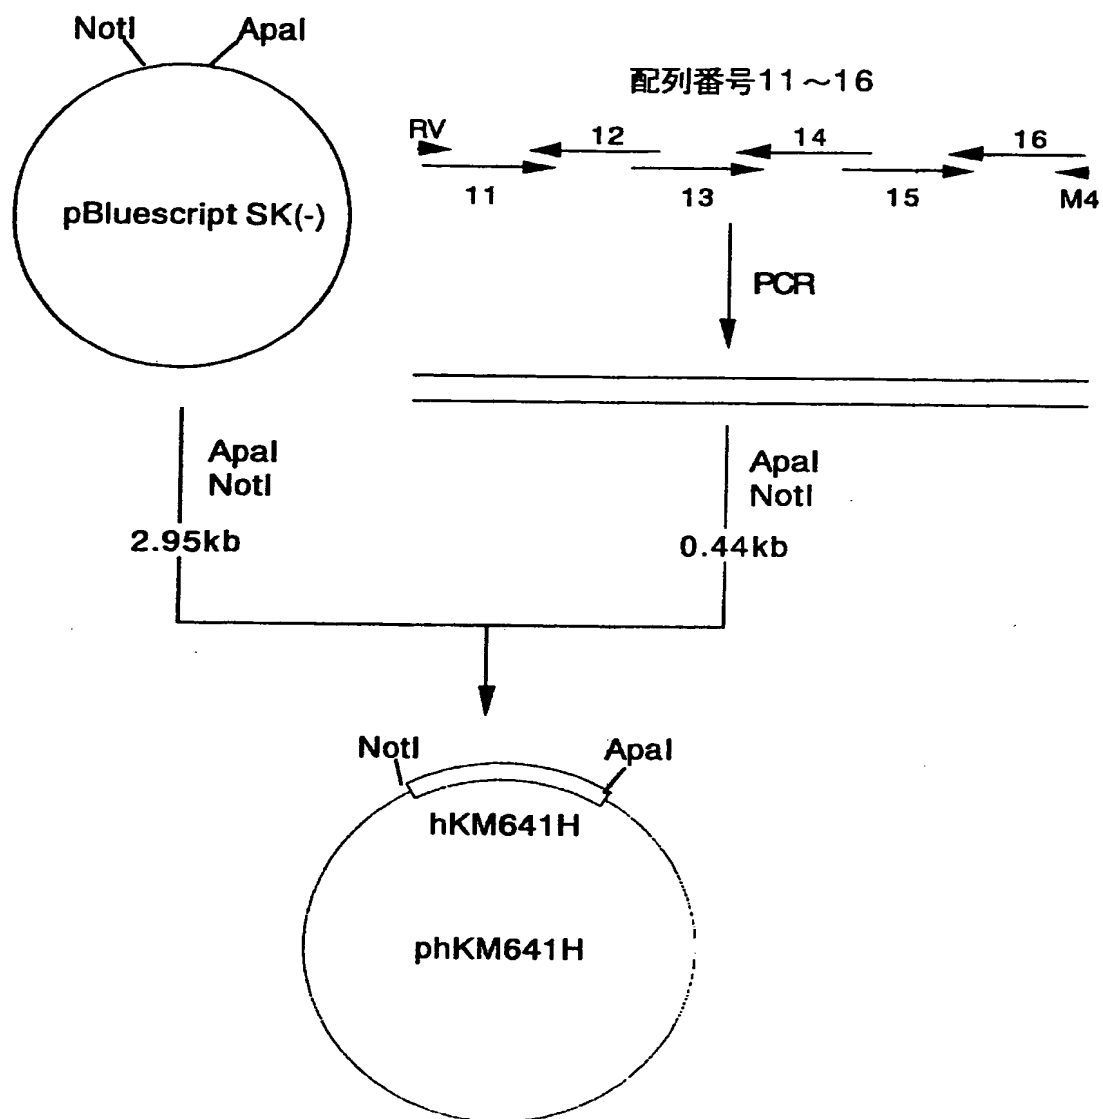 NotI
ApaI
pBluescript SK(-)
ApaI
NotI
2.95kb
配列番号11～16
RV
12
14
16
11
13
15
M4
PCR
ApaI
NotI
0.44kb
NotI
ApaI
hKM641H
phKM641H